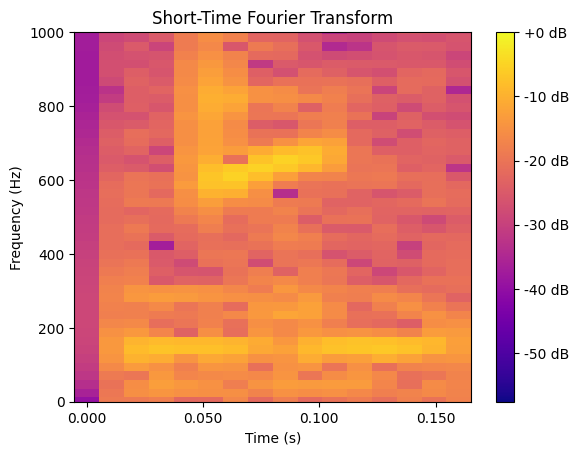 Short-Time Fourier Transform
1000
800
600
400
200
0
Frequency (Hz)
0.000
0.050
0.100
0.150
Time (s)
+0 dB
-10 dB
-20 dB
-30 dB
-40 dB
-50 dB